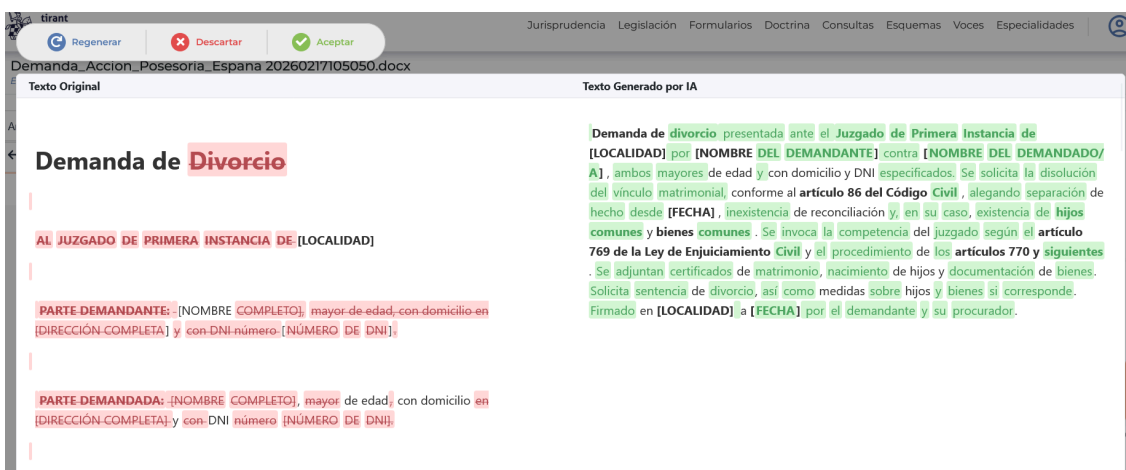 tirant
Jurisprudencia Legislación Formularios Doctrina Consultas Esquemas Voces Especialidades
Regenerar Descartar Aceptar
Demanda_Accion_Posesoria_Espana 20260217105050.docx
Texto Original
Texto Generado por IA
Demanda de Divorcio
AL JUZGADO DE PRIMERA INSTANCIA DE [LOCALIDAD]
PARTE DEMANDANTE: [NOMBRE COMPLETO], mayor de edad, con domicilio en
[DIRECCIÓN COMPLETA] y con DNI número [NÚMERO DE DNI].
PARTE DEMANDADA: [NOMBRE COMPLETO], mayor de edad, con domicilio en
[DIRECCIÓN COMPLETA] y con DNI número [NÚMERO DE DNI].
Demanda de divorcio presentada ante el Juzgado de Primera Instancia de
[LOCALIDAD] por [NOMBRE DEL DEMANDANTE] contra [NOMBRE DEL DEMANDADO/
A] , ambos mayores de edad y con domicilio y DNI especificados. Se solicita la disolución
del vínculo matrimonial, conforme al artículo 86 del Código Civil , alegando separación de
hecho desde [FECHA] , inexistencia de reconciliación y, en su caso, existencia de hijos
comunes y bienes comunes . Se invoca la competencia del juzgado según el artículo
769 de la Ley de Enjuiciamiento Civil y el procedimiento de los artículos 770 y siguientes
. Se adjuntan certificados de matrimonio, nacimiento de hijos y documentación de bienes.
Solicita sentencia de divorcio, así como medidas sobre hijos y bienes si corresponde.
Firmado en [LOCALIDAD] a [FECHA] por el demandante y su procurador.